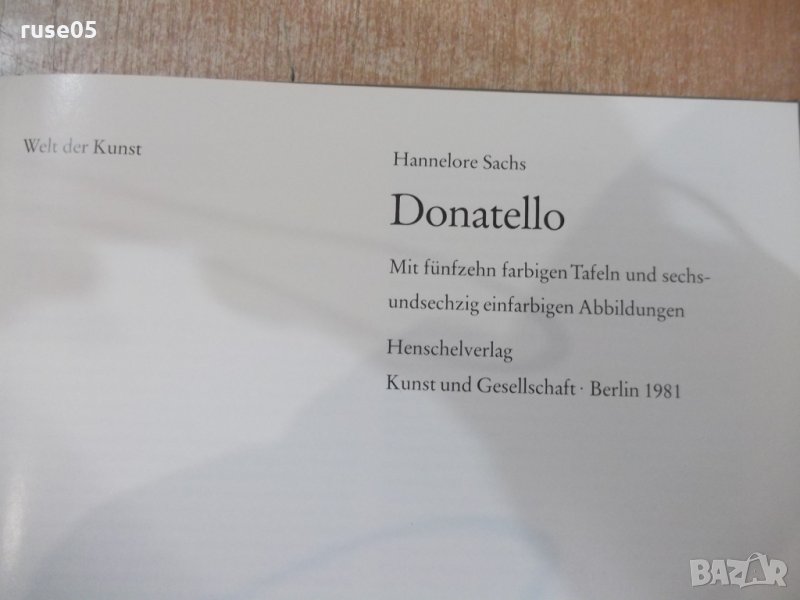 ruse05
Welt der Kunst
Hannelore Sachs
Donatello
Mit fünfzehn farbigen Tafeln und sechs-
undsechzig einfarbigen Abbildungen
Henschelverlag
Kunst und Gesellschaft · Berlin 1981
BAZAR